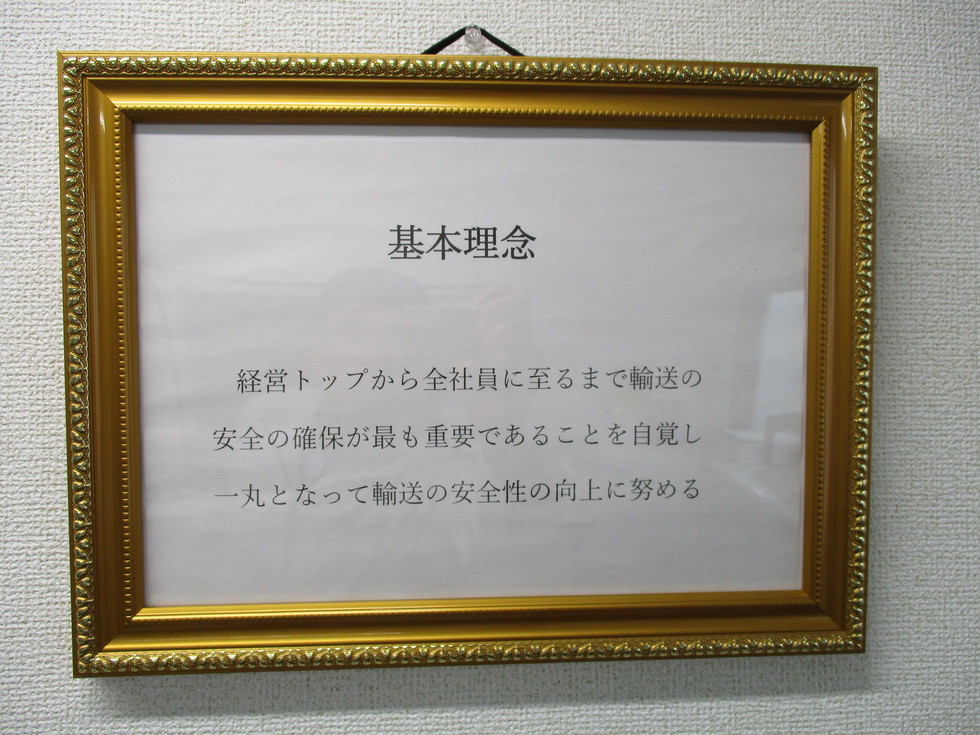 基本理念
経営トップから全社員に至るまで輸送の
安全の確保が最も重要であることを自覚し
一丸となって輸送の安全性の向上に努める